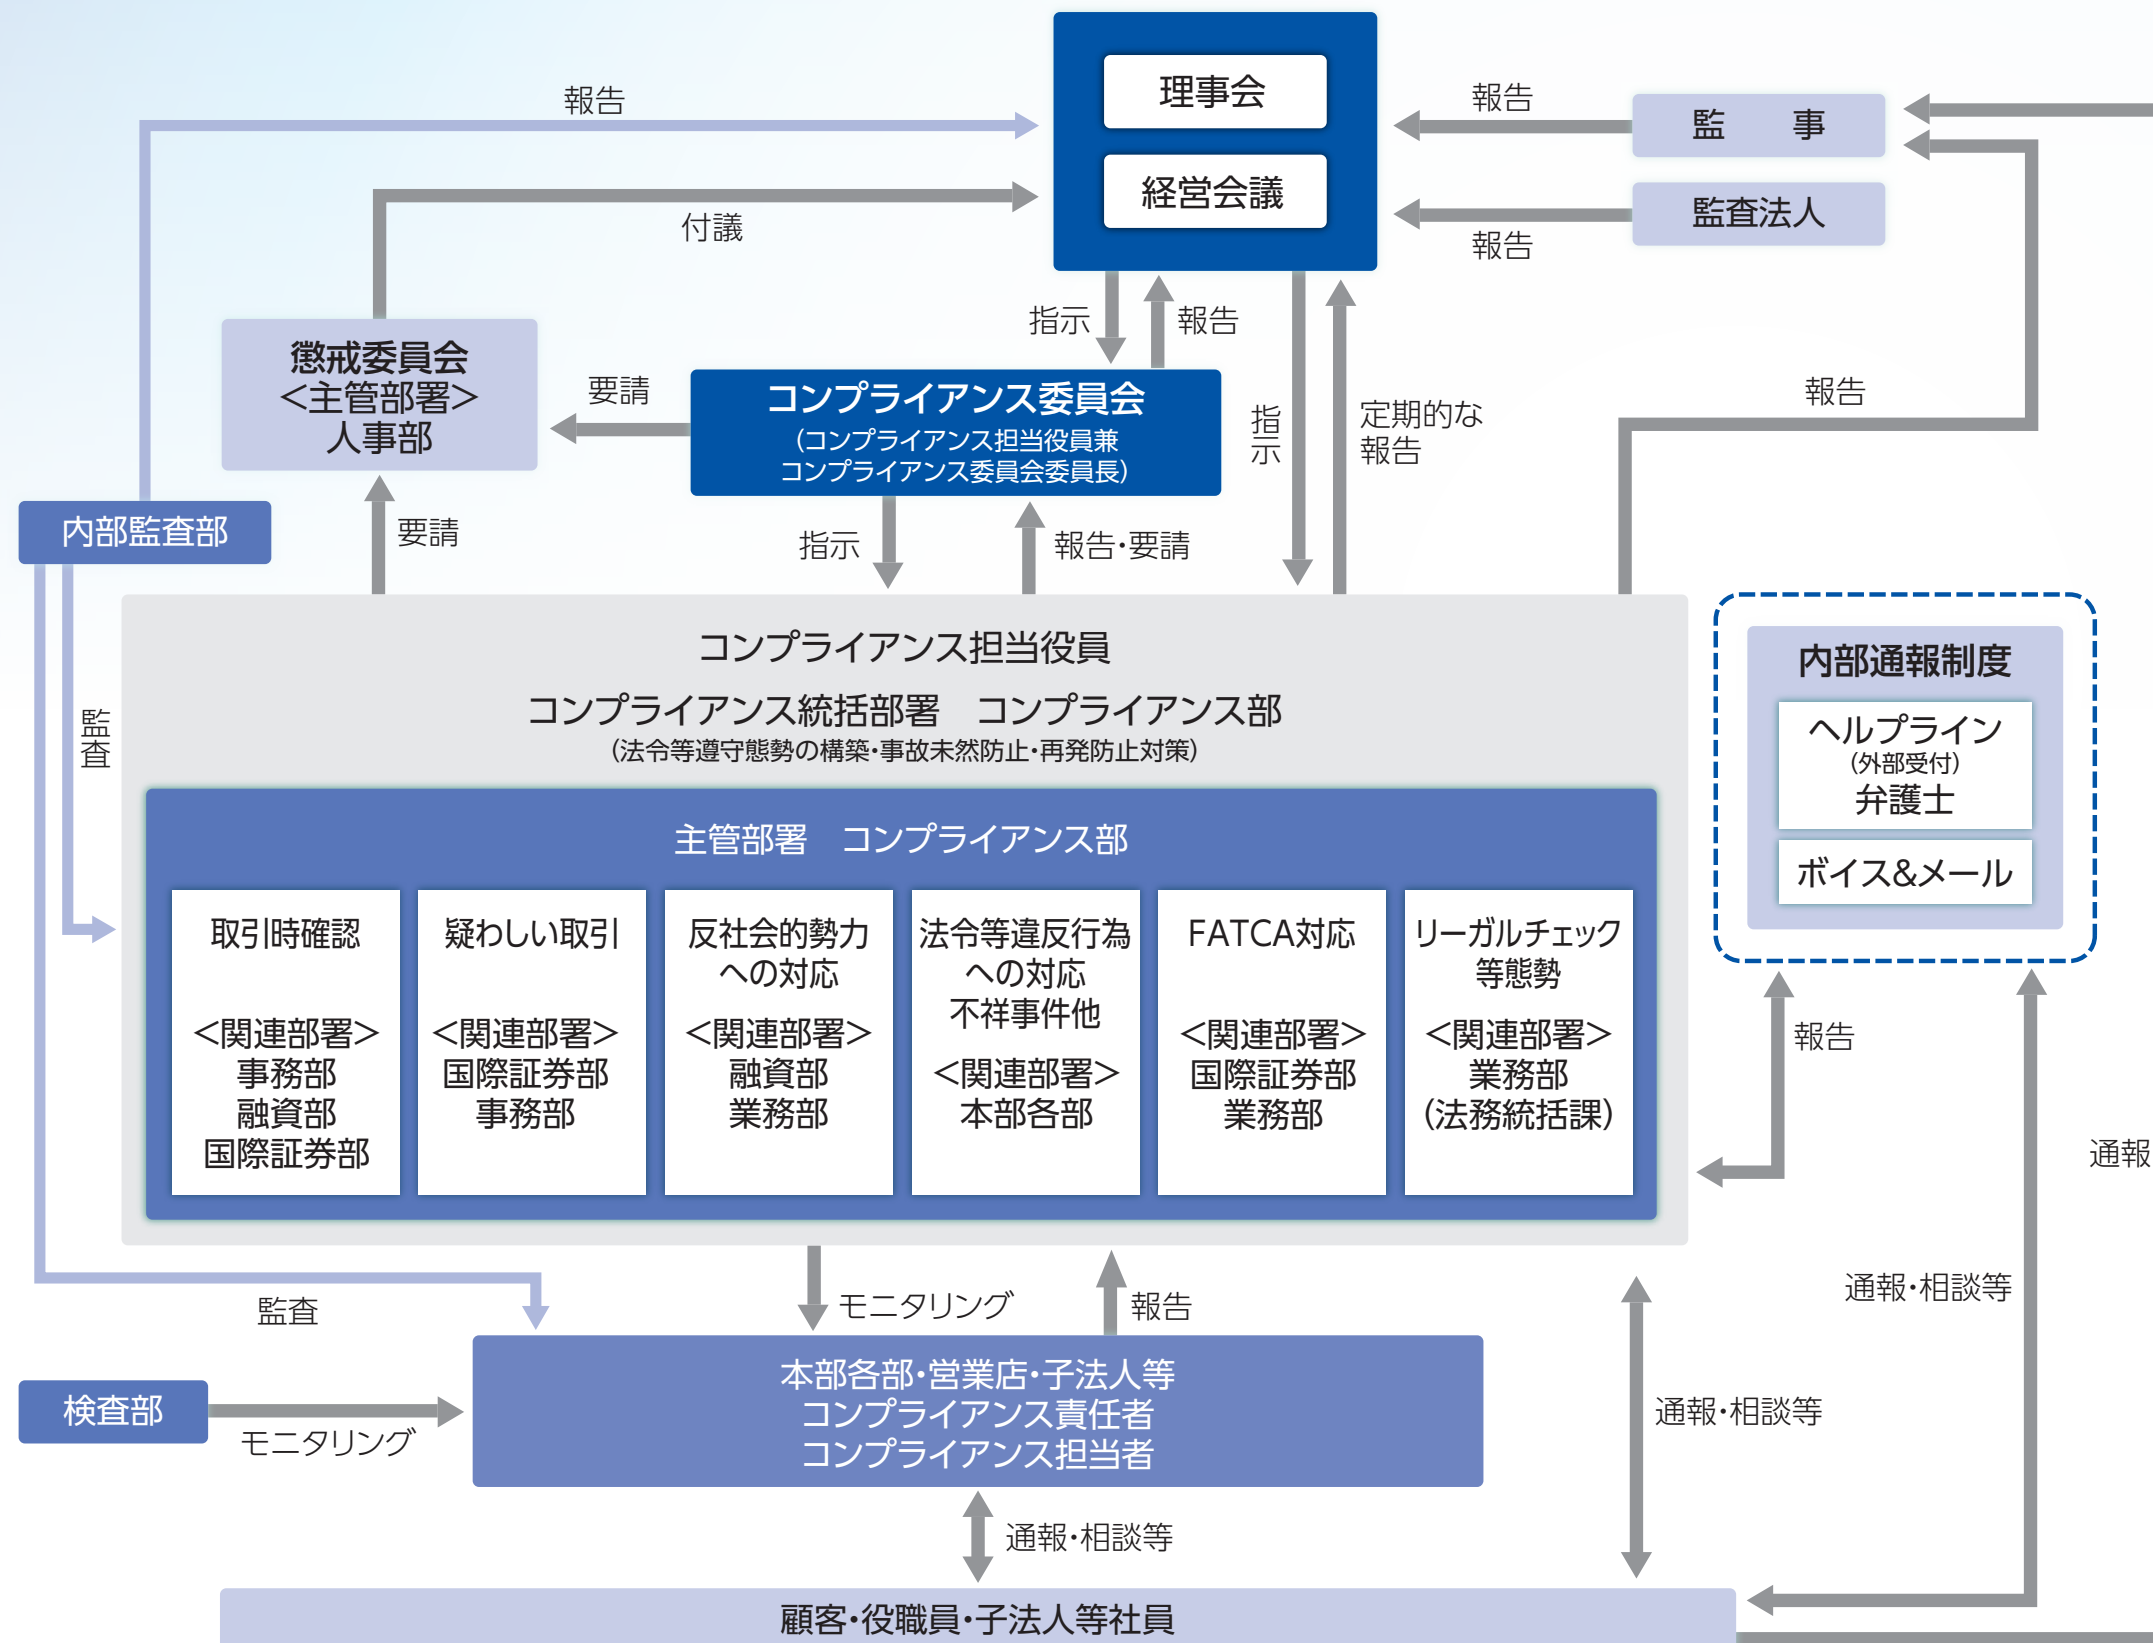 理事会
経営会議
報告
報告
監　事
監査法人
報告
付議
指示
報告
懲戒委員会
<主管部署>
人事部
要請
コンプライアンス委員会
(コンプライアンス担当役員兼
コンプライアンス委員会委員長)
指示
定期的な
報告
報告
内部監査部
要請
指示
報告・要請
監査
コンプライアンス担当役員
コンプライアンス統括部署　コンプライアンス部
(法令等遵守態勢の構築・事故未然防止・再発防止対策)
主管部署　コンプライアンス部
取引時確認
<関連部署>
事務部
融資部
国際証券部
疑わしい取引
<関連部署>
国際証券部
事務部
反社会的勢力
への対応
<関連部署>
融資部
業務部
法令等違反行為
への対応
不祥事件他
<関連部署>
本部各部
FATCA対応
<関連部署>
国際証券部
業務部
リーガルチェック
等態勢
<関連部署>
業務部
(法務統括課)
内部通報制度
ヘルプライン
(外部受付)
弁護士
ボイス&メール
報告
通報
通報・相談等
監査
モニタリング
報告
検査部
モニタリング
本部各部・営業店・子法人等
コンプライアンス責任者
コンプライアンス担当者
通報・相談等
通報・相談等
顧客・役職員・子法人等社員